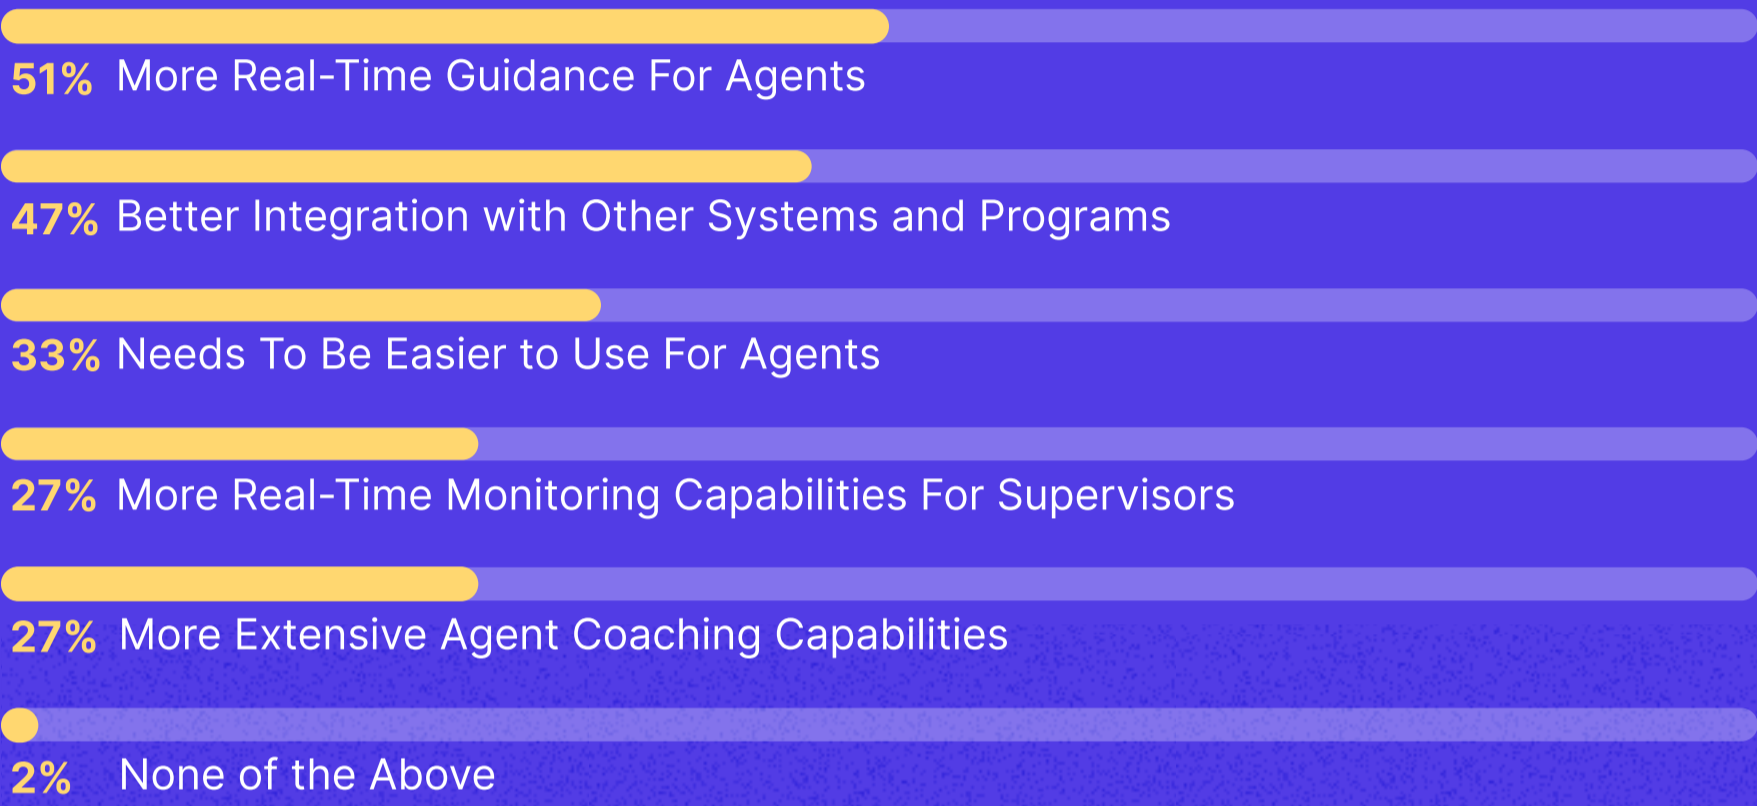 51% More Real-Time Guidance For Agents
47% Better Integration with Other Systems and Programs
33% Needs To Be Easier to Use For Agents
27% More Real-Time Monitoring Capabilities For Supervisors
27% More Extensive Agent Coaching Capabilities
2% None of the Above